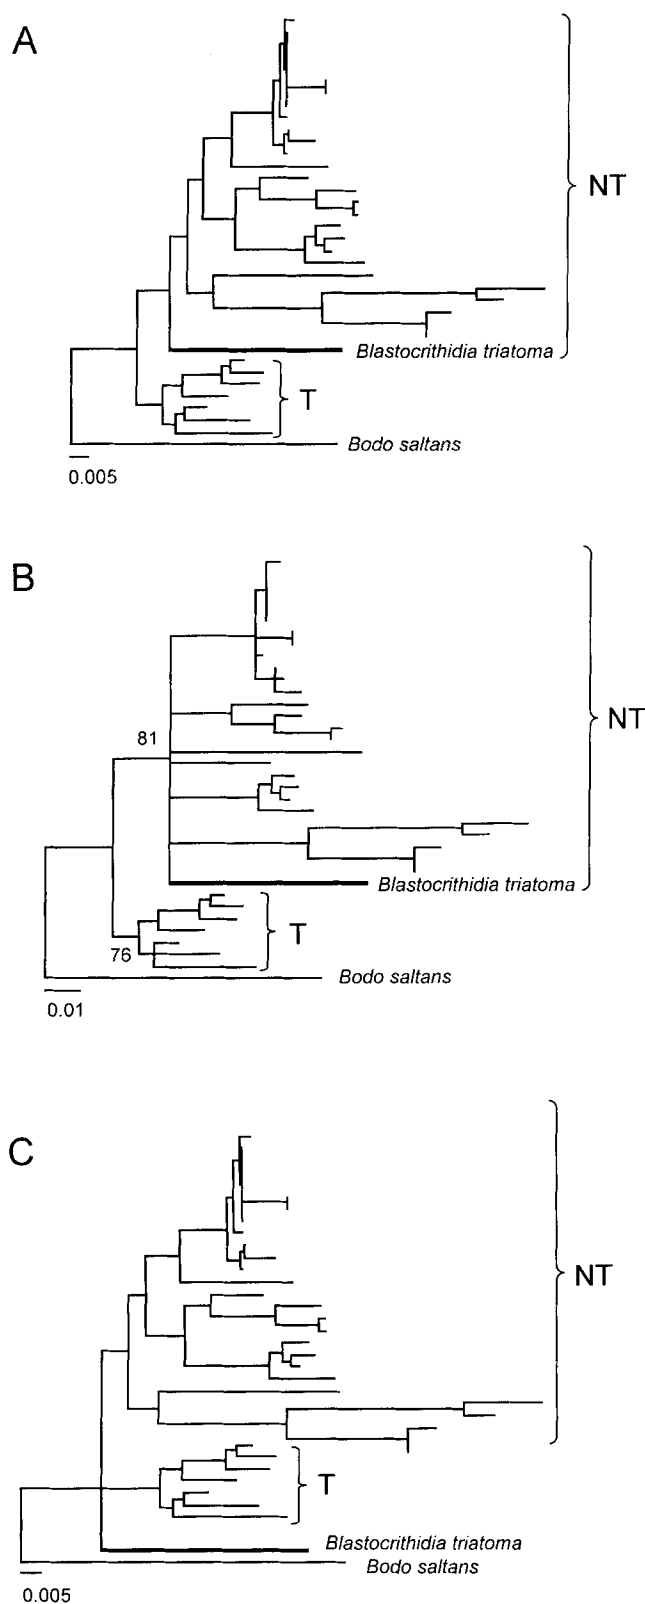 A
NT
Blastocrithidia triatoma
T
Bodo saltans
0.005
B
NT
81
Blastocrithidia triatoma
T
76
Bodo saltans
0.01
C
NT
T
Blastocrithidia triatoma
Bodo saltans
0.005